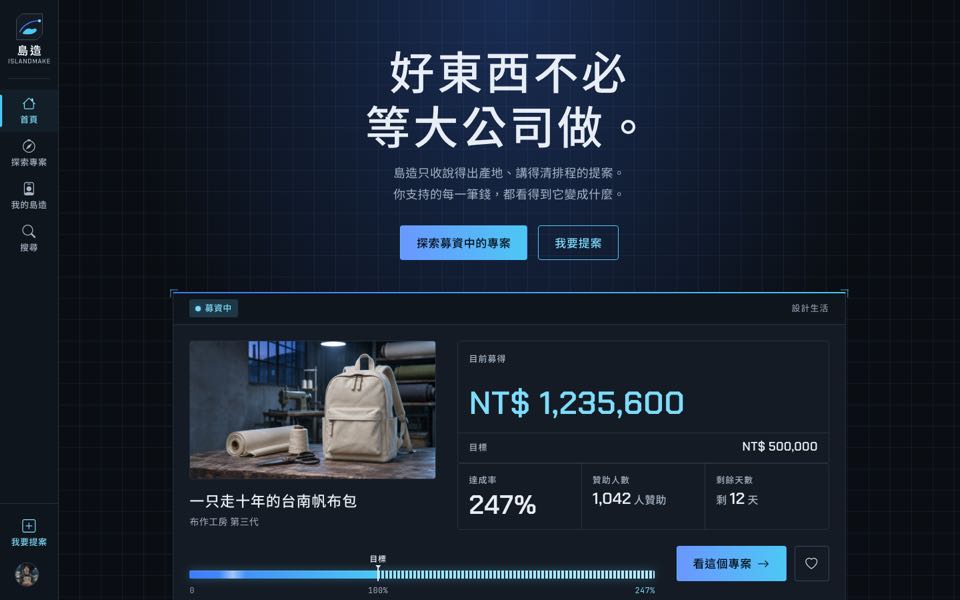 島造
ISLANDMAKE
首頁
探索專案
我的島造
搜尋
我要提案
好東西不必
等大公司做。
島造只收說得出產地、講得清排程的提案。
你支持的每一筆錢，都看得到它變成什麼。
探索募資中的專案
我要提案
募資中
設計生活
一只走十年的台南帆布包
布作工房 第三代
目前募得
NT$ 1,235,600
目標
NT$ 500,000
達成率
247%
贊助人數
1,042 人贊助
剩餘天數
剩 12 天
目標
0
100%
247%
看這個專案 →